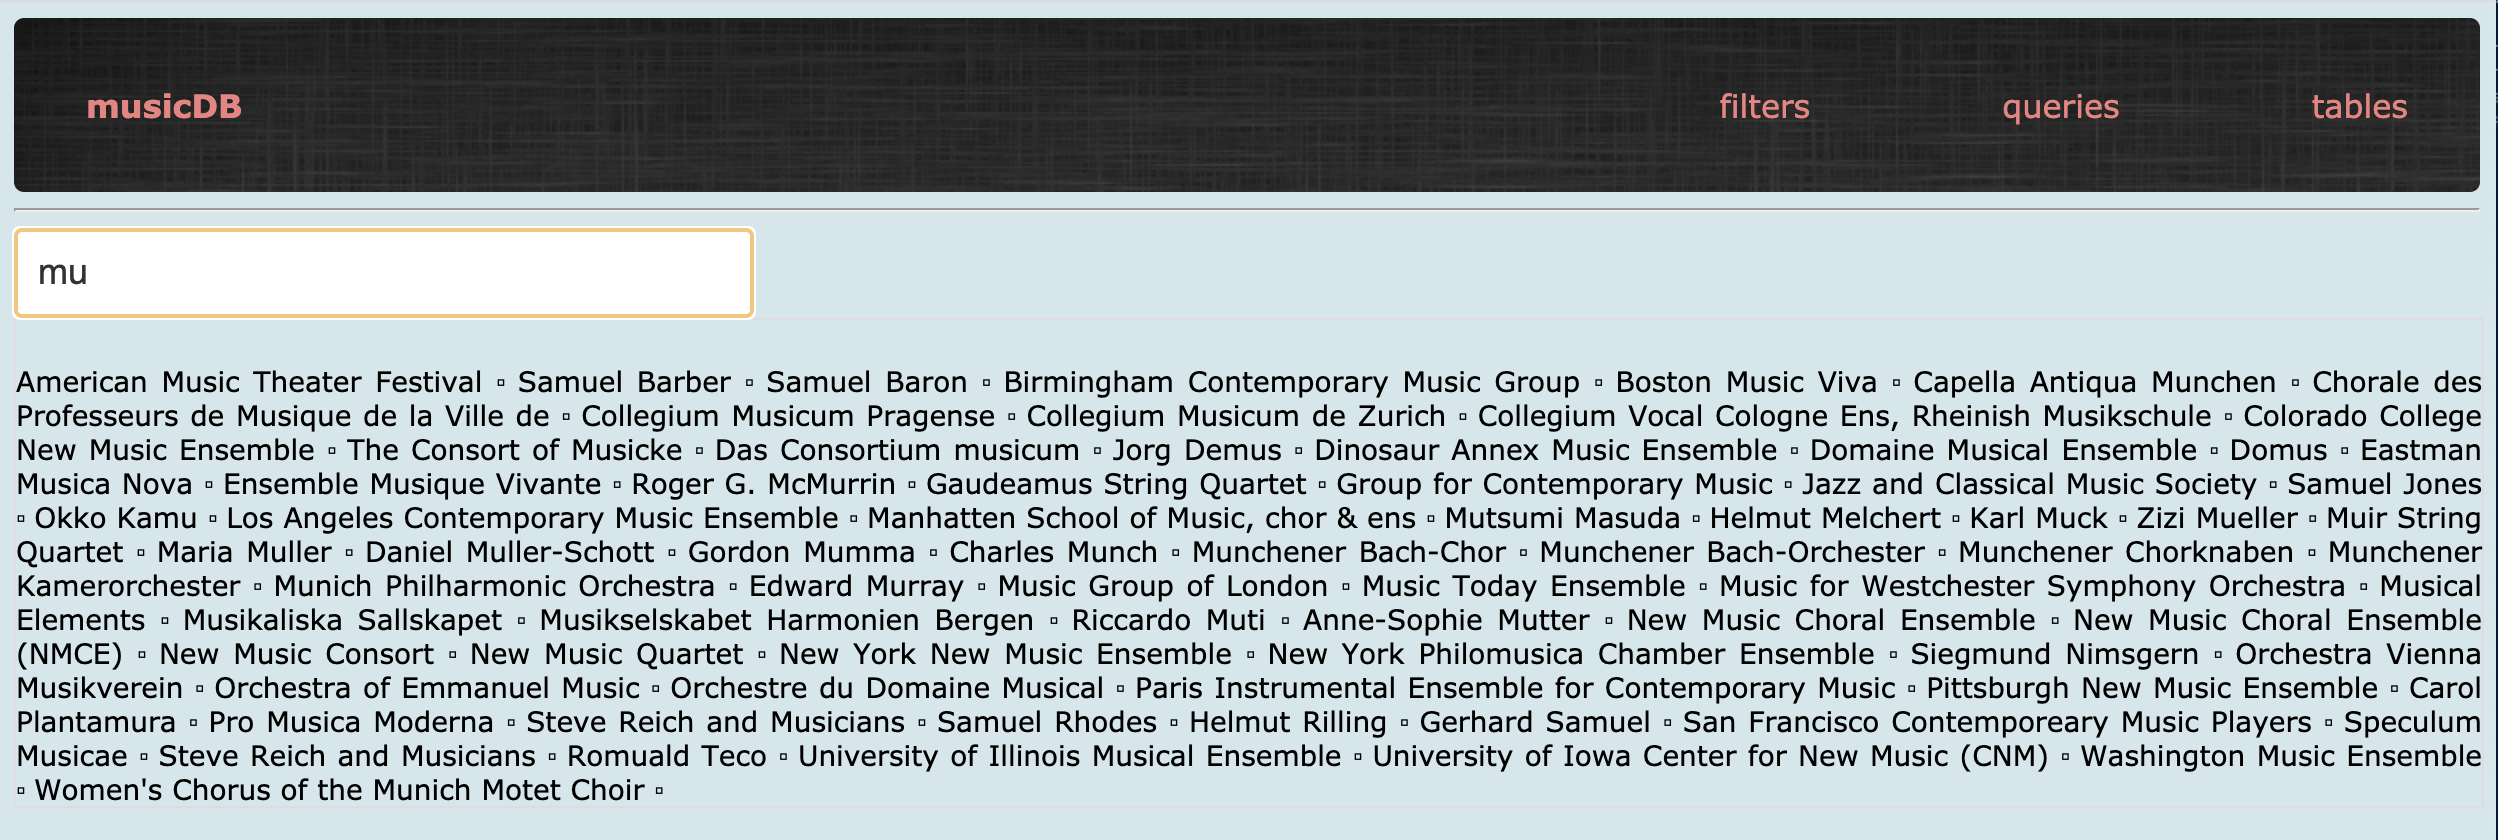 musicDB filters queries tables
mu
American Music Theater Festival ▫ Samuel Barber ▫ Samuel Baron ▫ Birmingham Contemporary Music Group ▫ Boston Music Viva ▫ Capella Antiqua Munchen ▫ Chorale des
Professeurs de Musique de la Ville de ▫ Collegium Musicum Pragense ▫ Collegium Musicum de Zurich ▫ Collegium Vocal Cologne Ens, Rheinish Musikschule ▫ Colorado College
New Music Ensemble ▫ The Consort of Musicke ▫ Das Consortium musicum ▫ Jorg Demus ▫ Dinosaur Annex Music Ensemble ▫ Domaine Musical Ensemble ▫ Domus ▫ Eastman
Musica Nova ▫ Ensemble Musique Vivante ▫ Roger G. McMurrin ▫ Gaudeamus String Quartet ▫ Group for Contemporary Music ▫ Jazz and Classical Music Society ▫ Samuel Jones
▫ Okko Kamu ▫ Los Angeles Contemporary Music Ensemble ▫ Manhatten School of Music, chor & ens ▫ Mutsumi Masuda ▫ Helmut Melchert ▫ Karl Muck ▫ Zizi Mueller ▫ Muir String
Quartet ▫ Maria Muller ▫ Daniel Muller-Schott ▫ Gordon Mumma ▫ Charles Munch ▫ Munchener Bach-Chor ▫ Munchener Bach-Orchester ▫ Munchener Chorknaben ▫ Munchener
Kamerorchester ▫ Munich Philharmonic Orchestra ▫ Edward Murray ▫ Music Group of London ▫ Music Today Ensemble ▫ Music for Westchester Symphony Orchestra ▫ Musical
Elements ▫ Musikaliska Sallskapet ▫ Musikselskabet Harmonien Bergen ▫ Riccardo Muti ▫ Anne-Sophie Mutter ▫ New Music Choral Ensemble ▫ New Music Choral Ensemble
(NMCE) ▫ New Music Consort ▫ New Music Quartet ▫ New York New Music Ensemble ▫ New York Philomusica Chamber Ensemble ▫ Siegmund Nimsgern ▫ Orchestra Vienna
Musikverein ▫ Orchestra of Emmanuel Music ▫ Orchestre du Domaine Musical ▫ Paris Instrumental Ensemble for Contemporary Music ▫ Pittsburgh New Music Ensemble ▫ Carol
Plantamura ▫ Pro Musica Moderna ▫ Steve Reich and Musicians ▫ Samuel Rhodes ▫ Helmut Rilling ▫ Gerhard Samuel ▫ San Francisco Contemporeary Music Players ▫ Speculum
Musicae ▫ Steve Reich and Musicians ▫ Romuald Teco ▫ University of Illinois Musical Ensemble ▫ University of Iowa Center for New Music (CNM) ▫ Washington Music Ensemble
▫ Women's Chorus of the Munich Motet Choir ▫